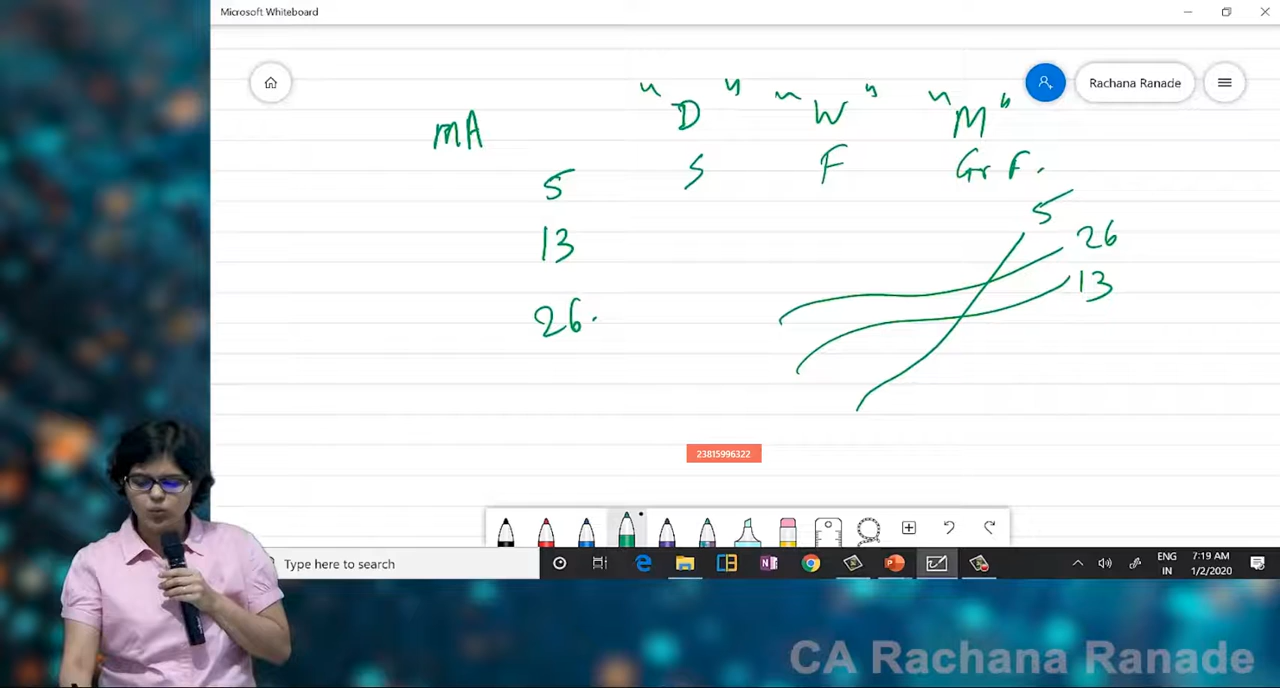 Microsoft Whiteboard
Rachana Ranade
MA "D" "W" "M"
S F Gr F.
5
13
26.
5
26
13
23815996322
Type here to search
ENG
IN
7:19 AM
1/2/2020
CA Rachana Ranade